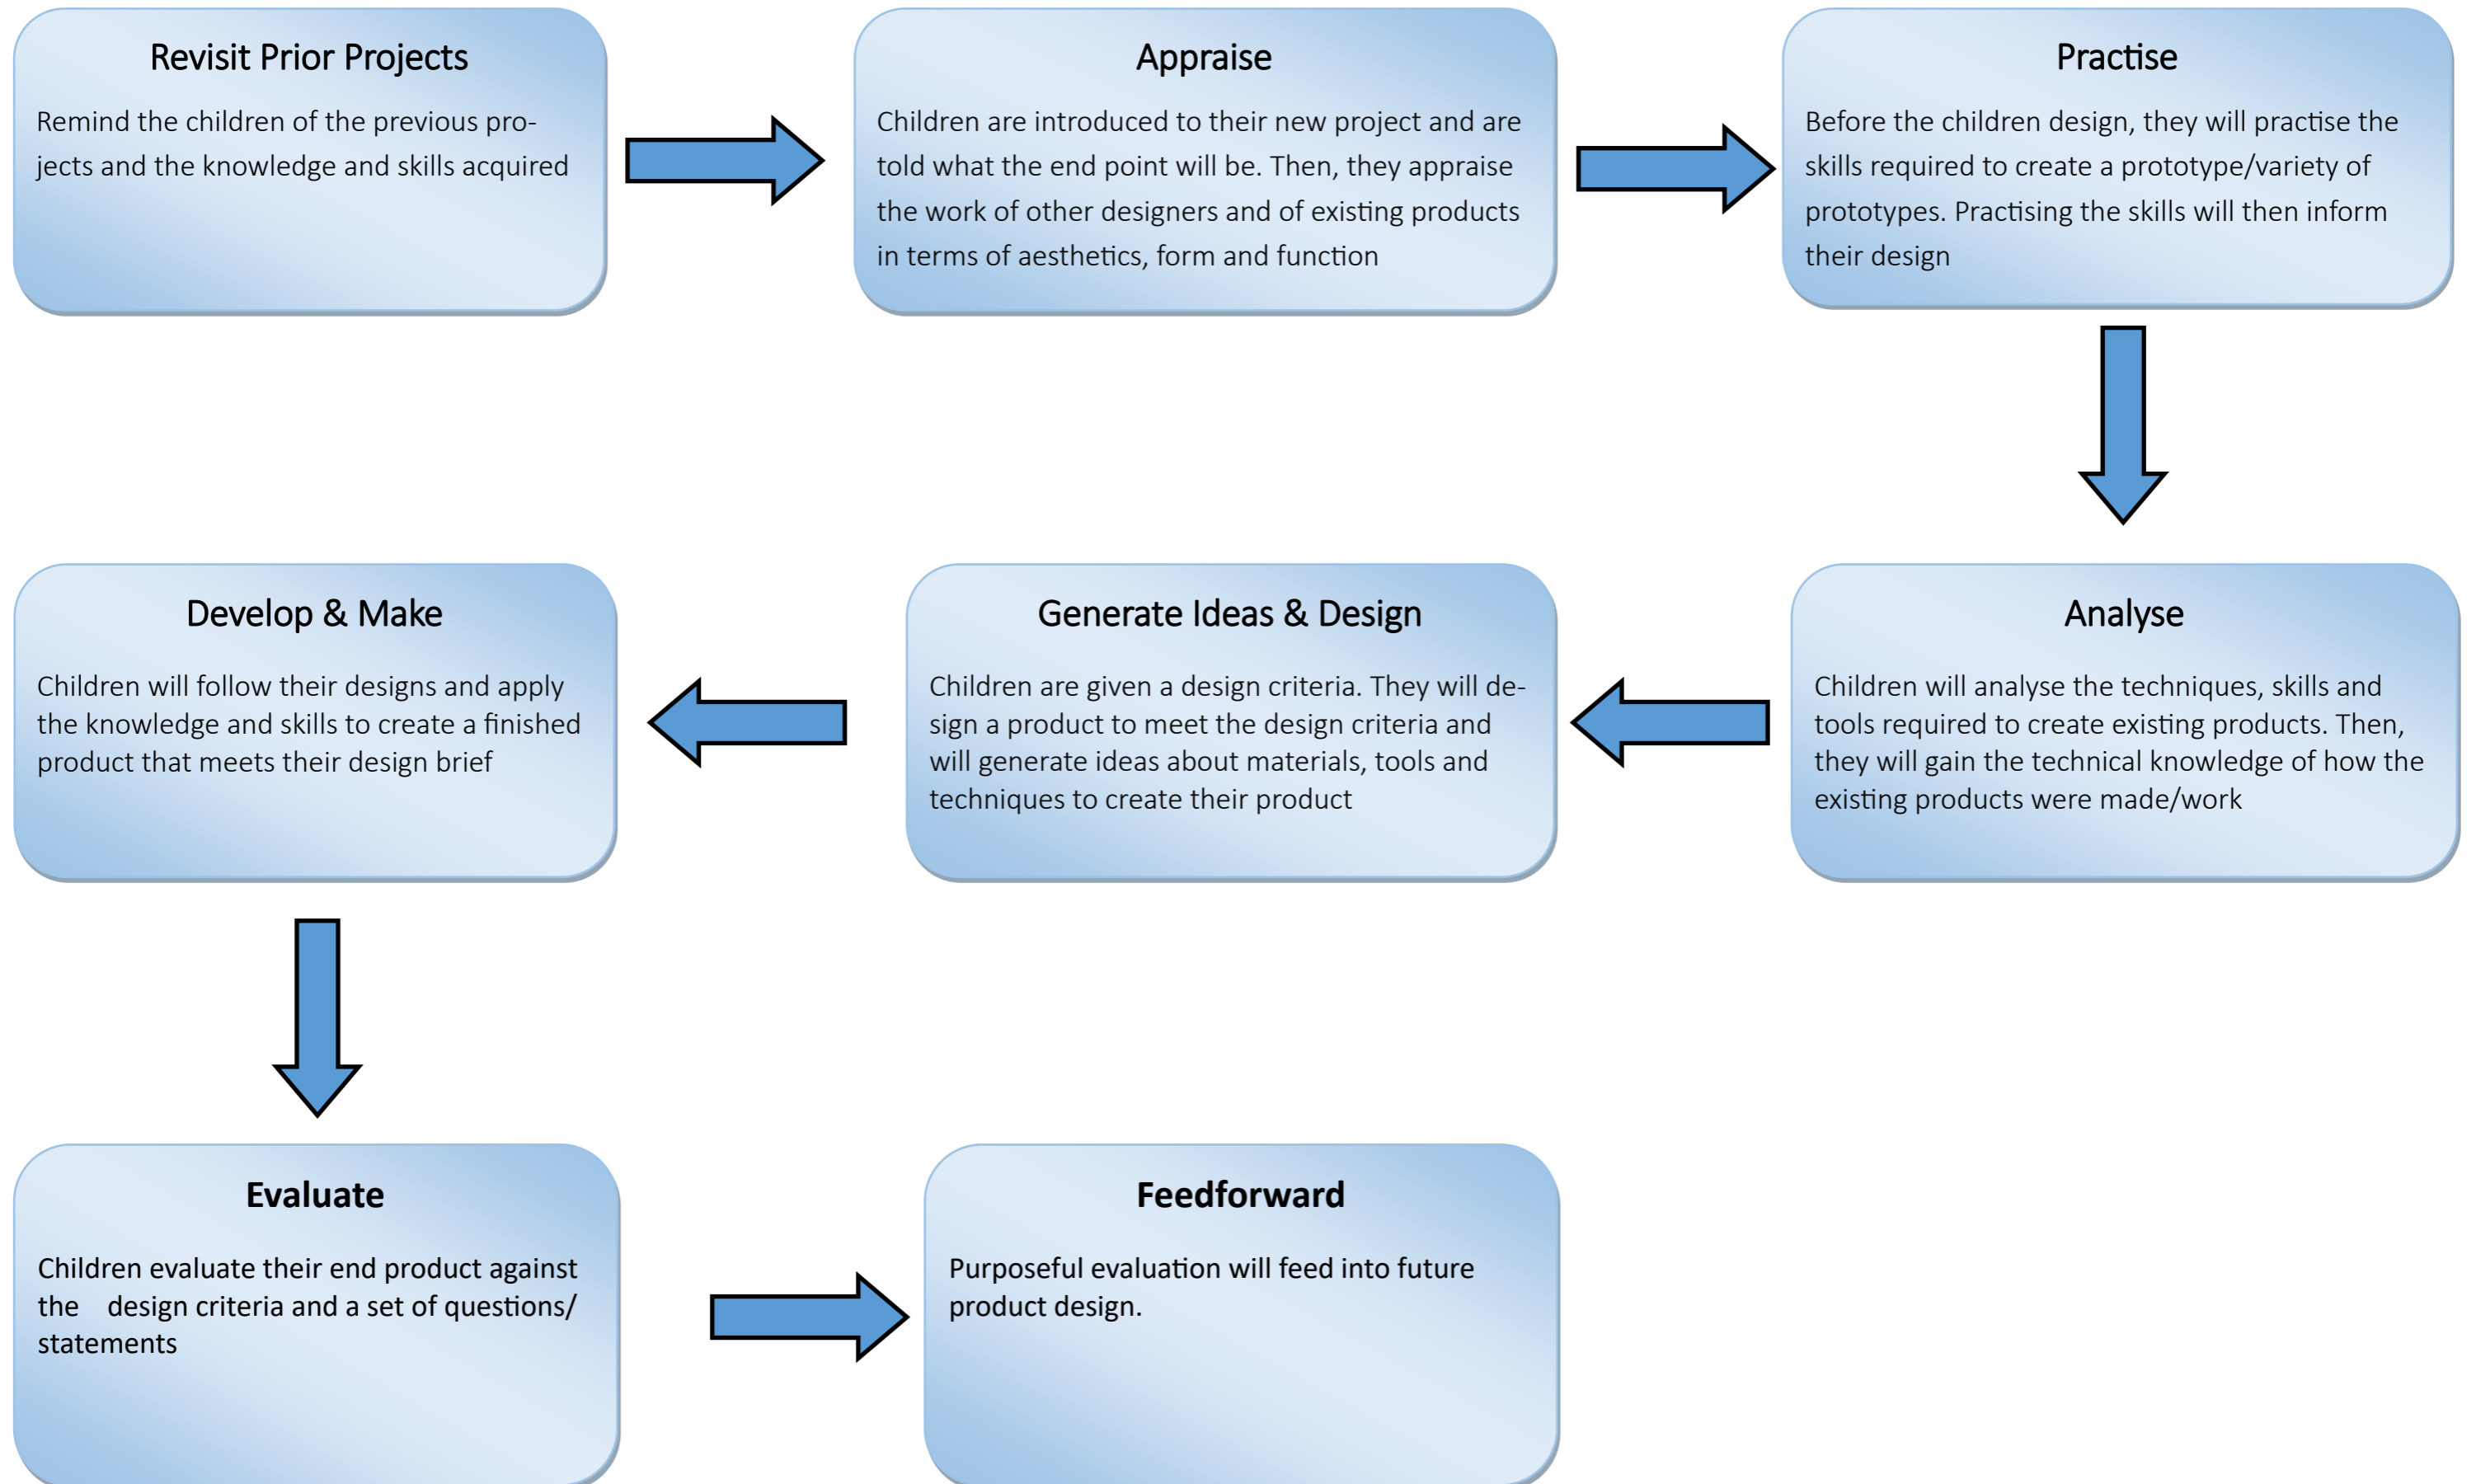 Revisit Prior Projects
Remind the children of the previous pro-
jects and the knowledge and skills acquired
Appraise
Children are introduced to their new project and are
told what the end point will be. Then, they appraise
the work of other designers and of existing products
in terms of aesthetics, form and function
Practise
Before the children design, they will practise the
skills required to create a prototype/variety of
prototypes. Practising the skills will then inform
their design
Analyse
Children will analyse the techniques, skills and
tools required to create existing products. Then,
they will gain the technical knowledge of how the
existing products were made/work
Generate Ideas & Design
Children are given a design criteria. They will de-
sign a product to meet the design criteria and
will generate ideas about materials, tools and
techniques to create their product
Develop & Make
Children will follow their designs and apply
the knowledge and skills to create a finished
product that meets their design brief
Evaluate
Children evaluate their end product against
the design criteria and a set of questions/
statements
Feedforward
Purposeful evaluation will feed into future
product design.